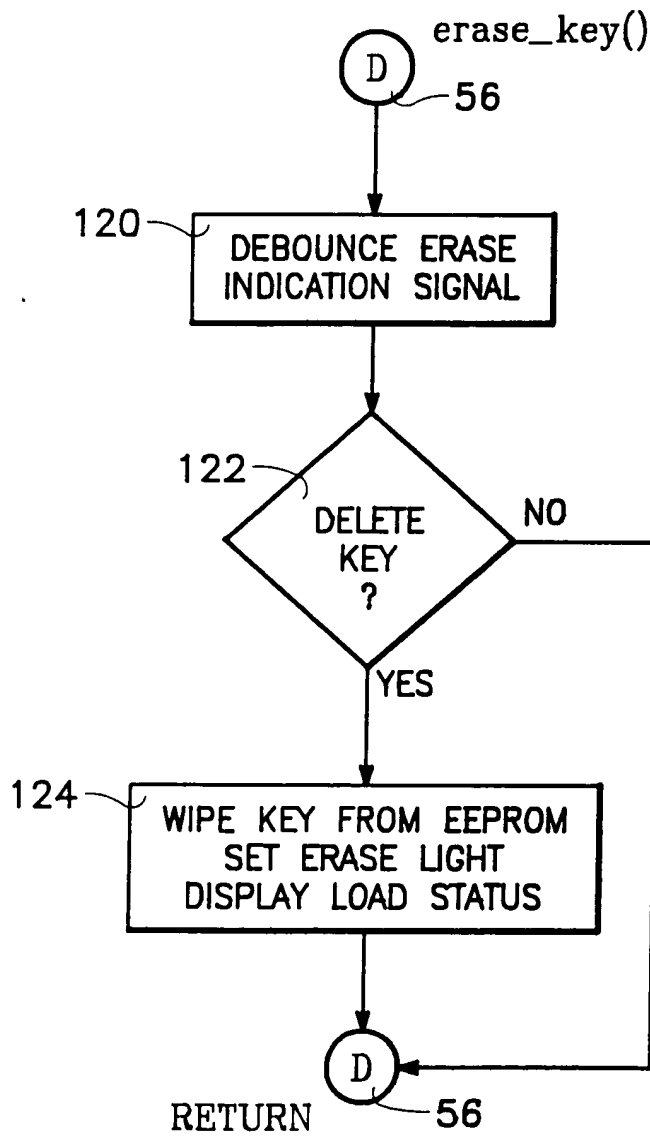 erase_key()
D
56
120
DEBOUNCE ERASE
INDICATION SIGNAL
122
DELETE
KEY
?
NO
YES
124
WIPE KEY FROM EEPROM
SET ERASE LIGHT
DISPLAY LOAD STATUS
D
RETURN
56